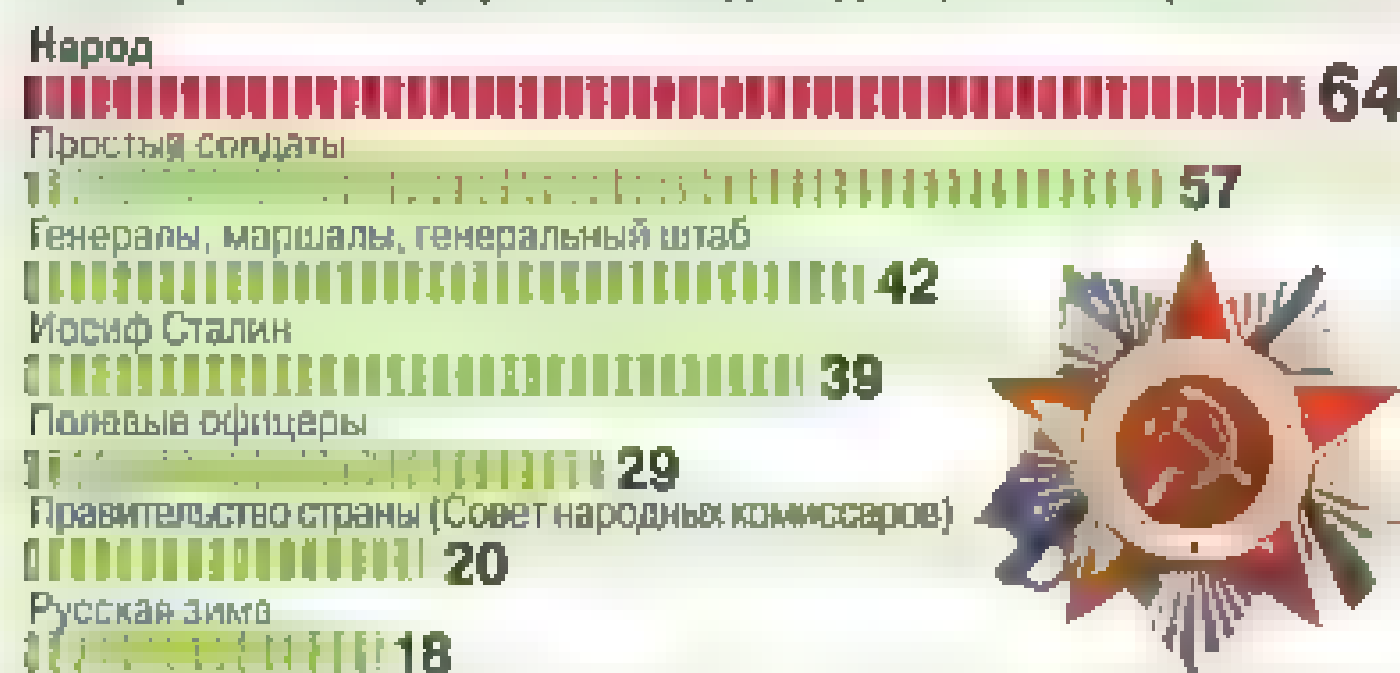 Народ
64
Простые солдаты
57
Генералы, маршалы, генеральный штаб
42
Иосиф Сталин
39
Полевые офицеры
29
Правительство страны (Совет народных комиссаров)
20
Русская зима
18